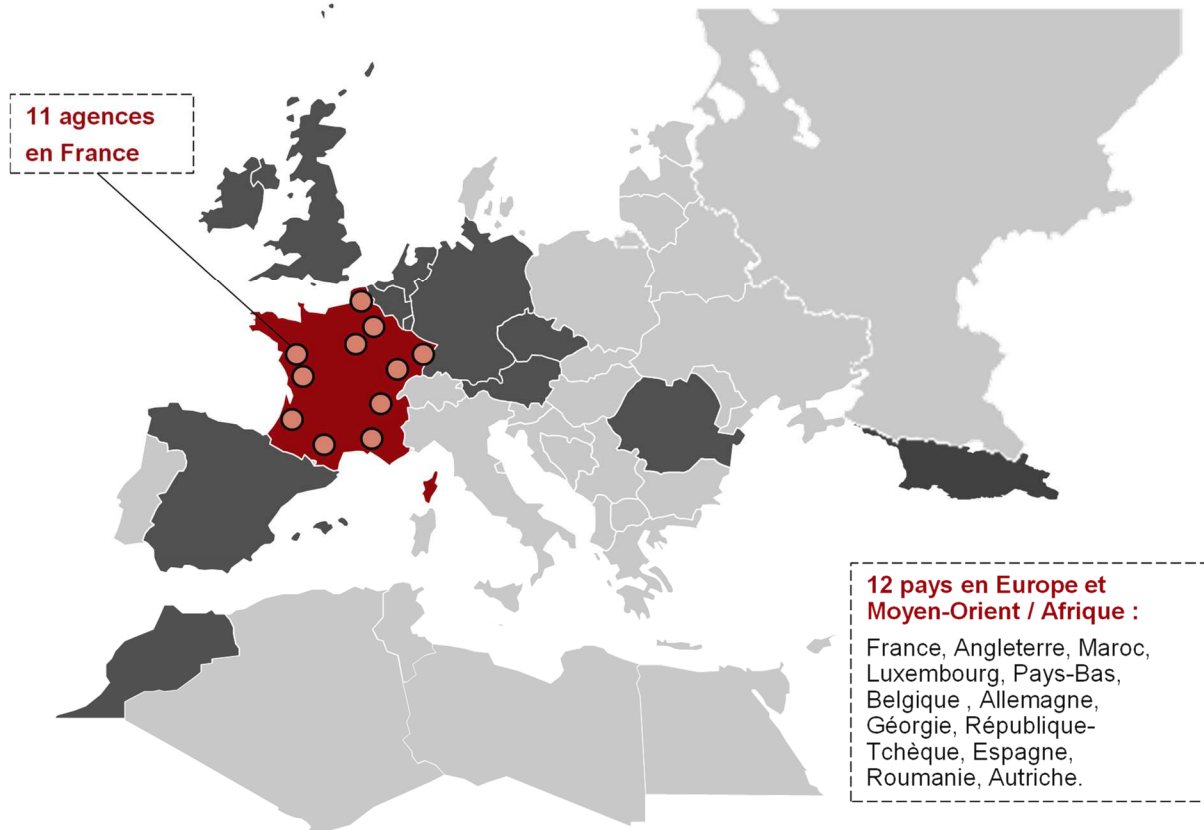 11 agences
en France
12 pays en Europe et
Moyen-Orient / Afrique :
France, Angleterre, Maroc,
Luxembourg, Pays-Bas,
Belgique , Allemagne,
Géorgie, République-
Tchèque, Espagne,
Roumanie, Autriche.